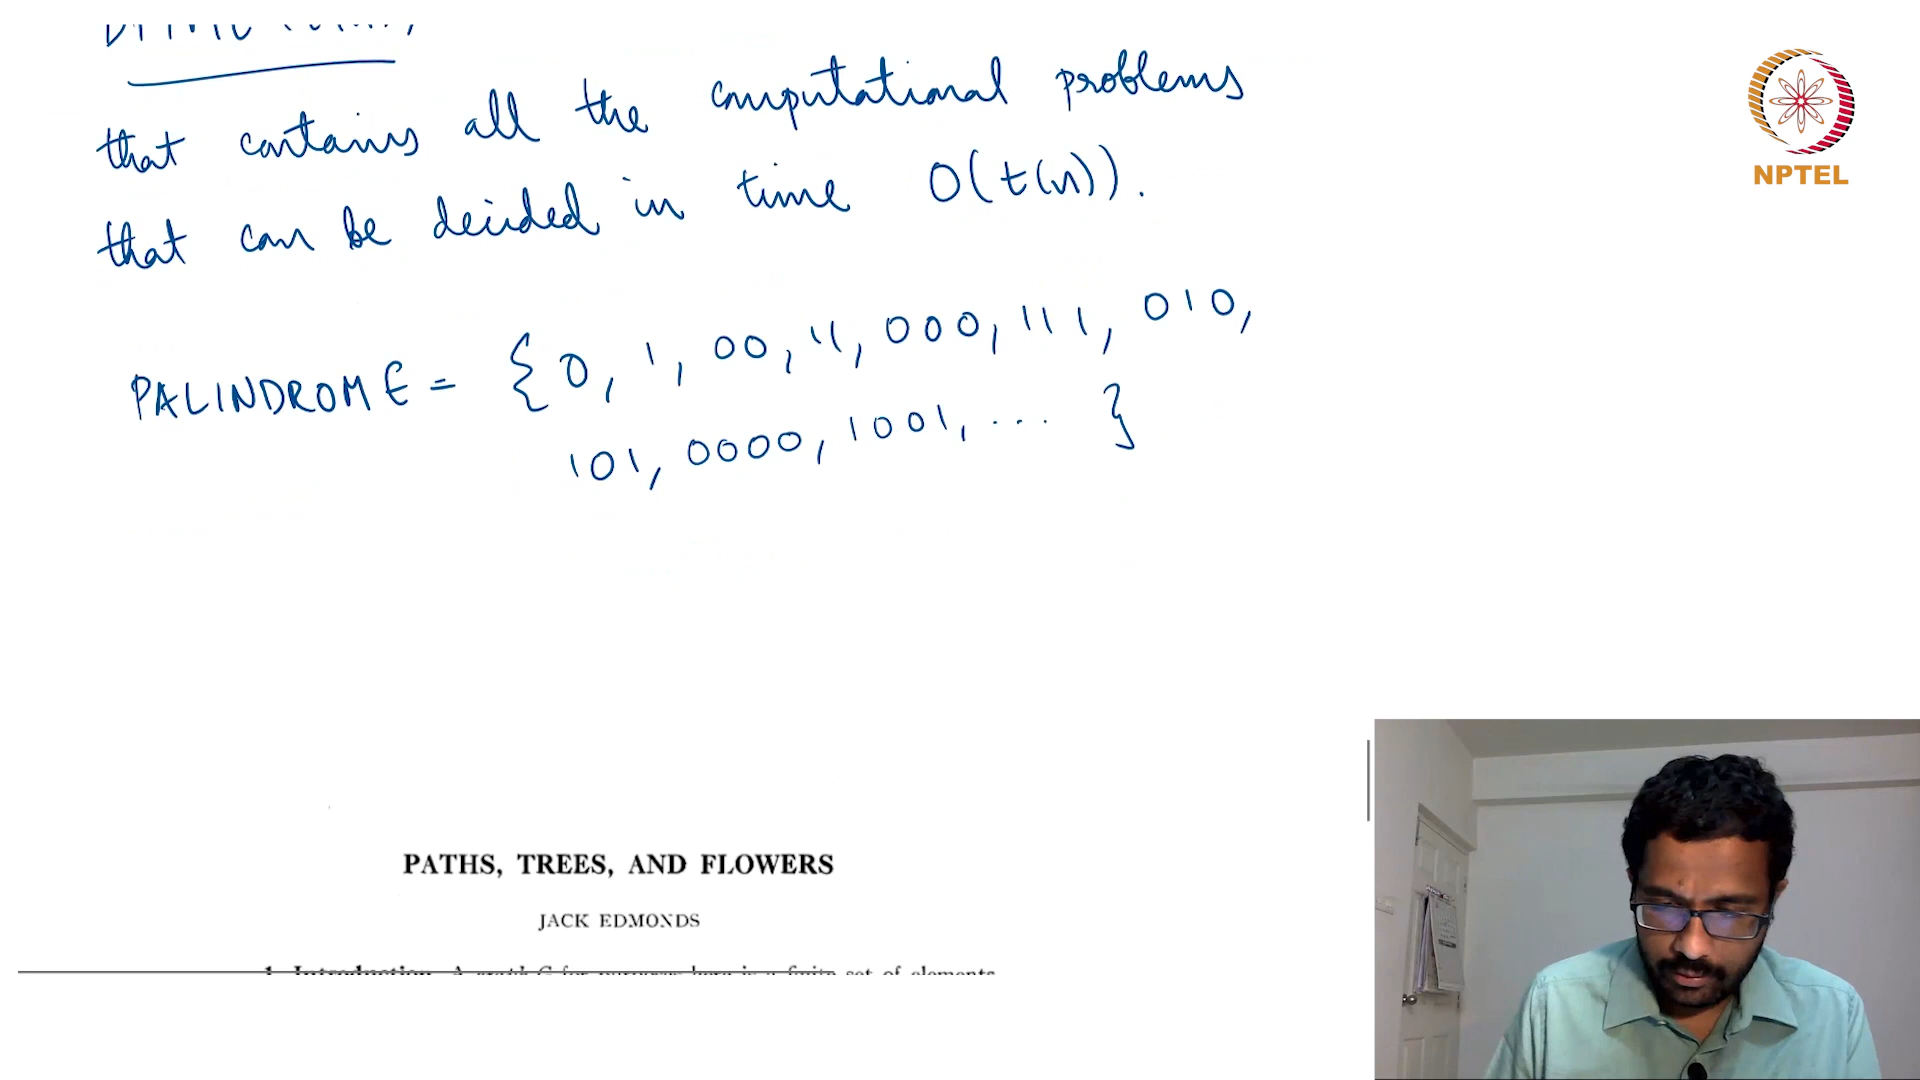 that contains all the computational problems
that can be decided in time O(t(n)).
NPTEL
PALINDROME = {0, 1, 00, 11, 000, 111, 010,
101, 0000, 1001, ... }
PATHS, TREES, AND FLOWERS
JACK EDMONDS